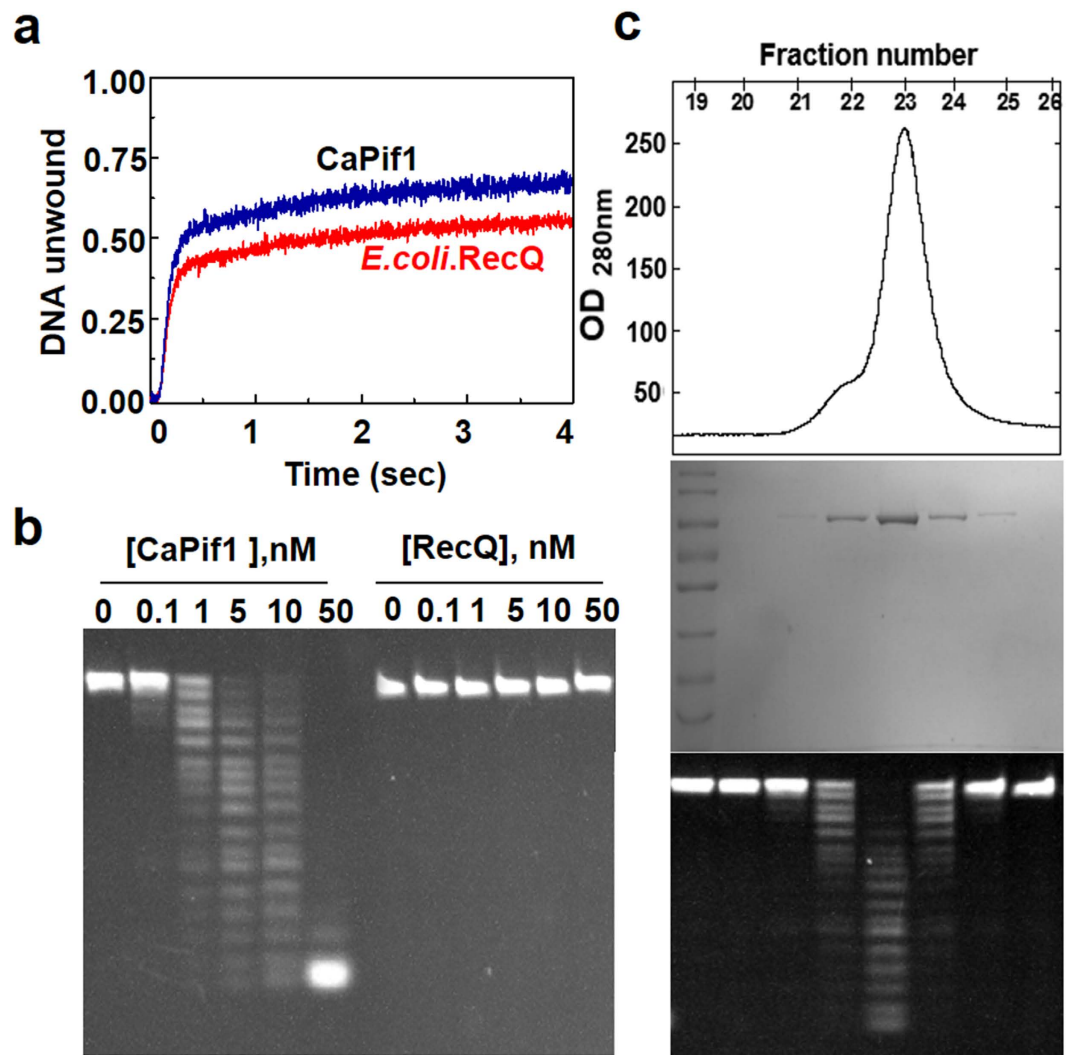 a
1.00
0.75
0.50
0.25
0.00
DNA unwound
CaPif1
E.coli.RecQ
0 1 2 3 4
Time (sec)
b
[CaPif1 ],nM [RecQ], nM
0 0.1 1 5 10 50 0 0.1 1 5 10 50
c
Fraction number
19 20 21 22 23 24 25 26
250
200
150
100
50
OD 280nm